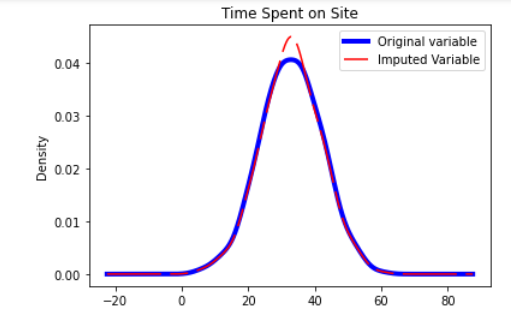 Time Spent on Site
Original variable
Imputed Variable
Density
0.04
0.03
0.02
0.01
0.00
−20 0 20 40 60 80